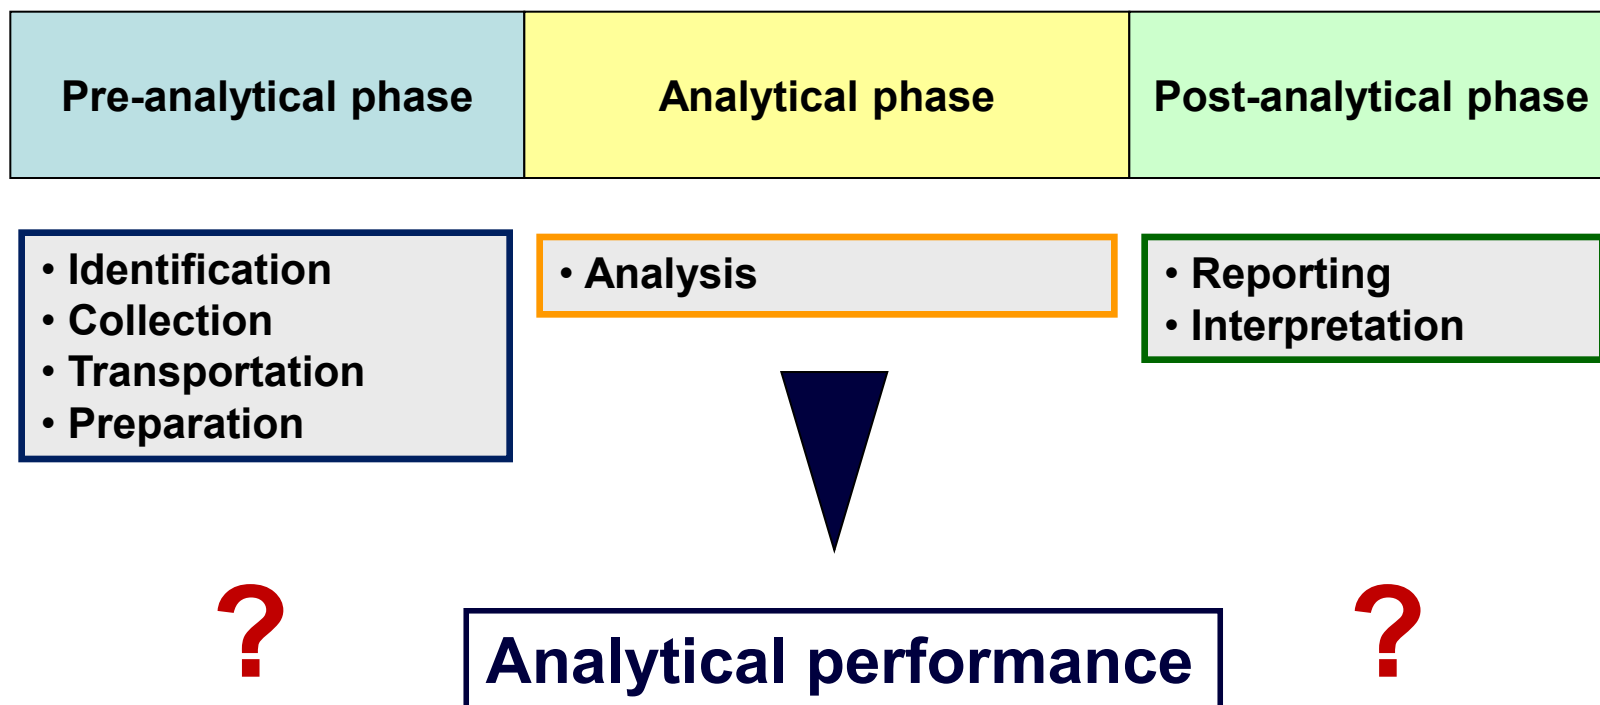 Pre-analytical phase
Analytical phase
Post-analytical phase
• Identification
• Collection
• Transportation
• Preparation
• Analysis
• Reporting
• Interpretation
?
Analytical performance
?